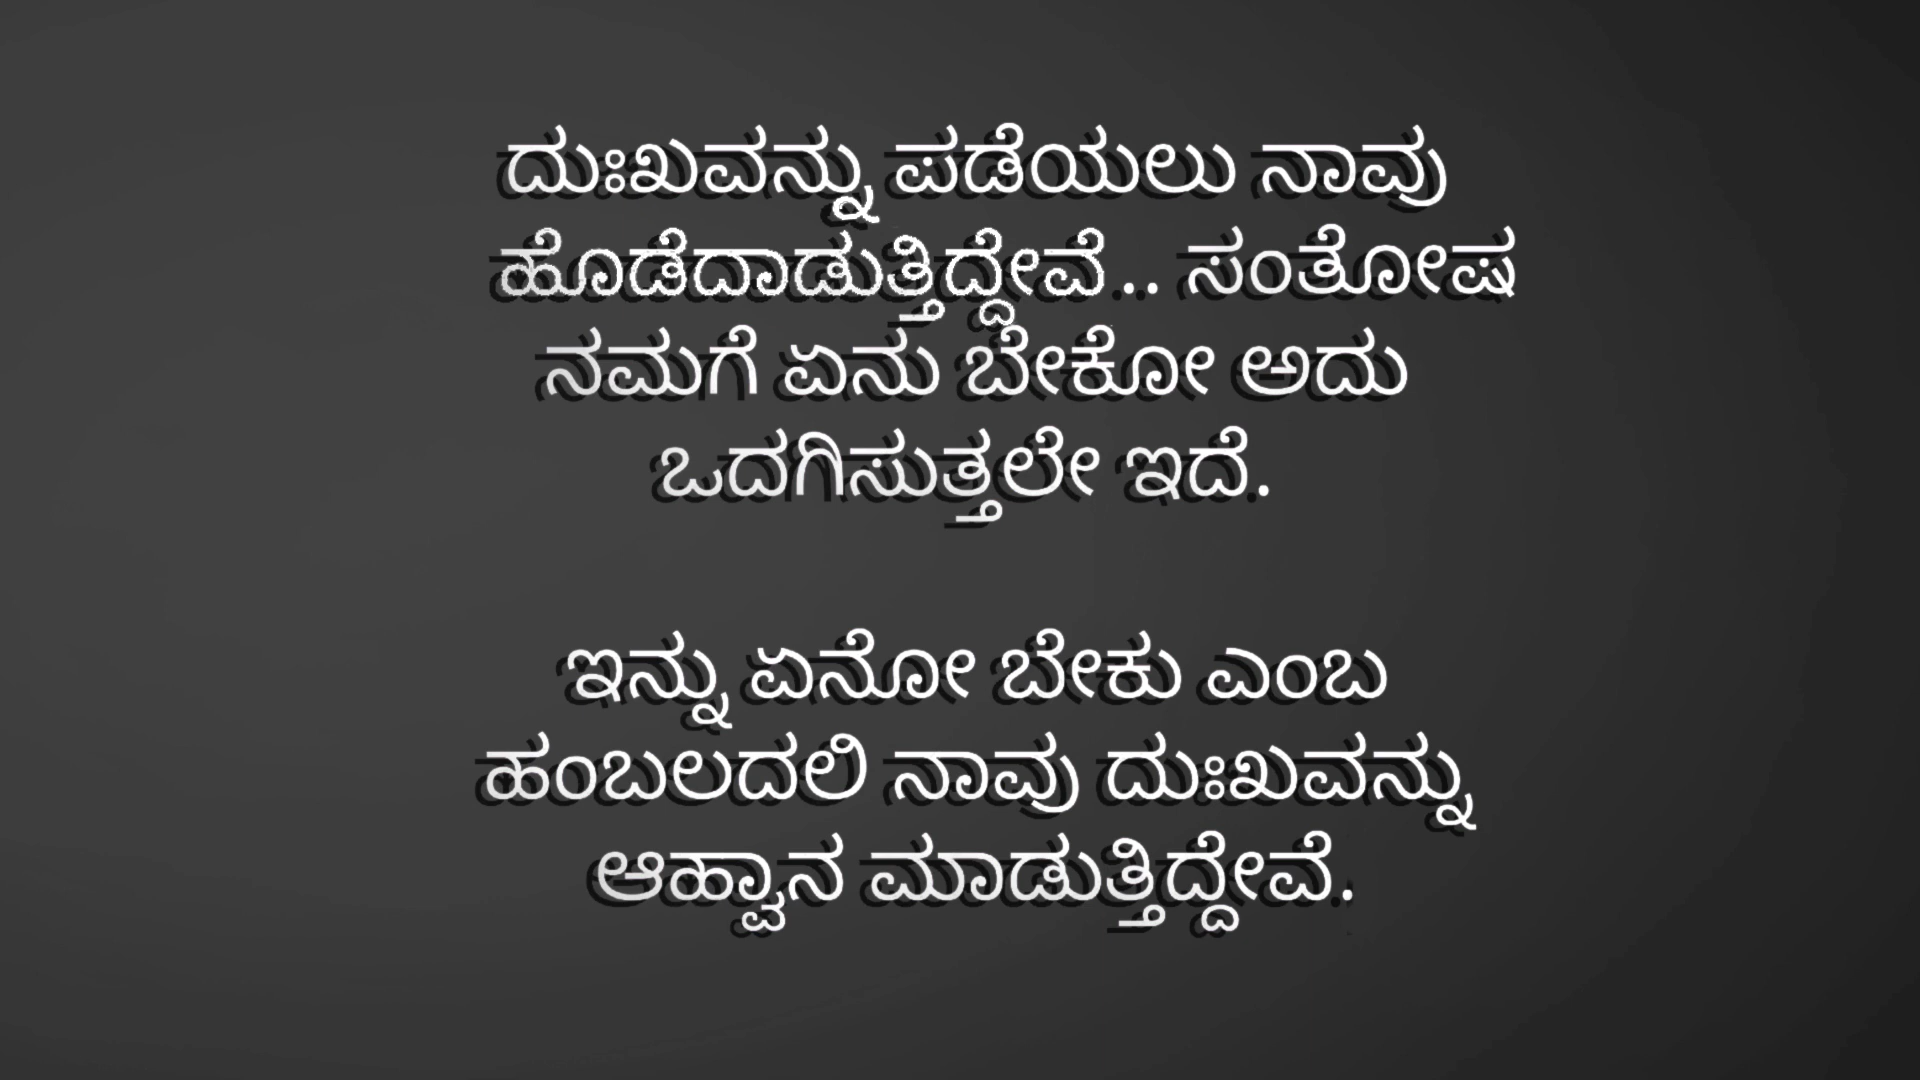 ದುಃಖವನ್ನು ಪಡೆಯಲು ನಾವು
ಹೊಡೆದಾಡುತ್ತಿದ್ದೇವೆ.. ಸಂತೋಷ
ನಮಗೆ ಏನು ಬೇಕೋ ಅದು
ಒದಗಿಸುತ್ತಲೇ ಇದೆ.
ಇನ್ನು ಏನೋ ಬೇಕು ಎಂಬ
ಹಂಬಲದಲಿ ನಾವು ದುಃಖವನ್ನು
ಆಹ್ವಾನ ಮಾಡುತ್ತಿದ್ದೇವೆ.